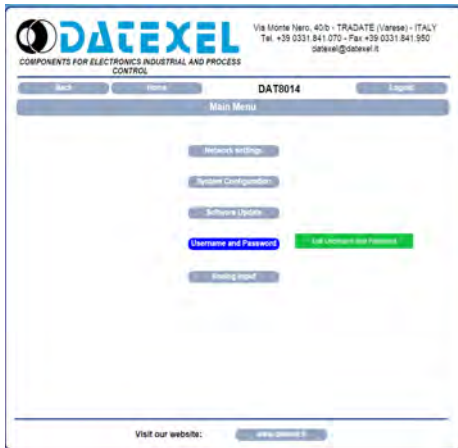 DATEXEL
Via Monte Nero, 40/b - TRADATE (Varese) - ITALY
Tel. +39 0331.841.070 - Fax +39 0331.841.950
datexel@datexel.it
COMPONENTS FOR ELECTRONICS INDUSTRIAL AND PROCESS
CONTROL
Back Home DAT8014 Logout
Main Menu
Network settings
System Configuration
Software Update
Username and Password Edit Username and Password
Analog Input
Visit our website: www.datexel.it